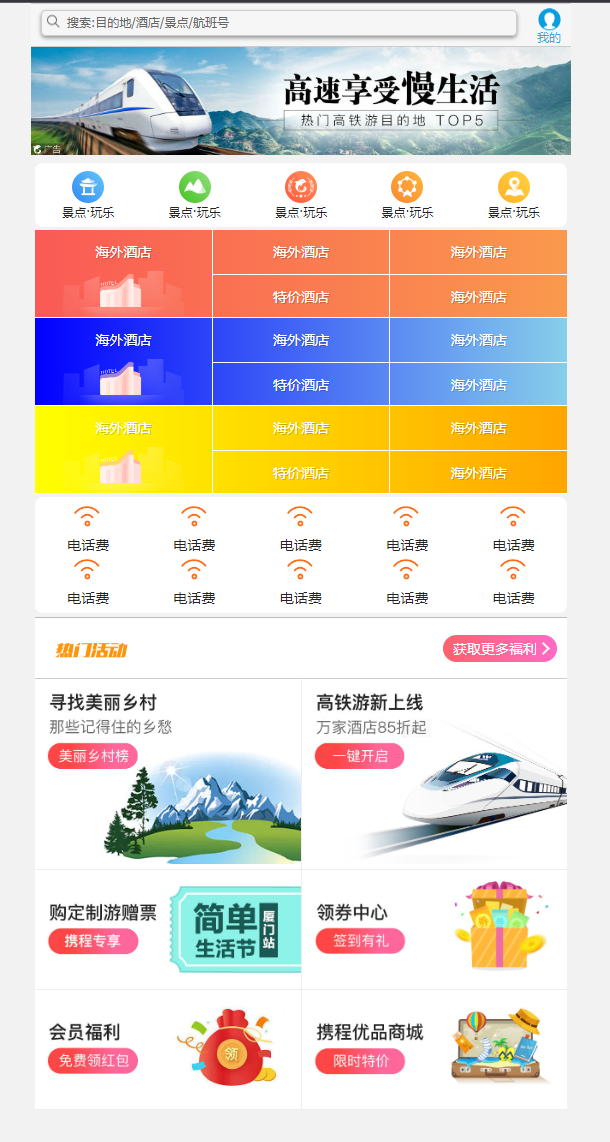 搜索:目的地/酒店/景点/航班号
我的
高速享受慢生活
热门高铁游目的地 TOP5
广告
景点·玩乐 景点·玩乐 景点·玩乐 景点·玩乐 景点·玩乐
海外酒店 海外酒店 海外酒店
HOTEL
特价酒店 海外酒店
海外酒店 海外酒店 海外酒店
HOTEL
特价酒店 海外酒店
海外酒店 海外酒店 海外酒店
HOTEL
特价酒店 海外酒店
电话费 电话费 电话费 电话费 电话费
电话费 电话费 电话费 电话费 电话费
热门活动
获取更多福利
寻找美丽乡村
那些记得住的乡愁
美丽乡村榜
高铁游新上线
万家酒店85折起
一键开启
购定制游赠票
携程专享
简单
生活节
厦门站
领券中心
签到有礼
会员福利
免费领红包
领
携程优品商城
限时特价